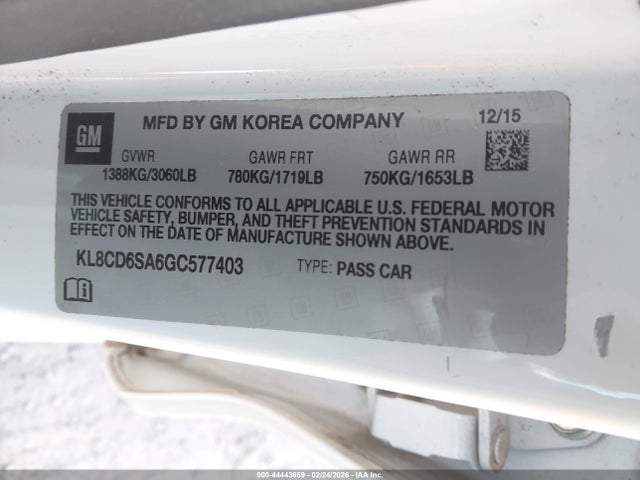 GM
MFD BY GM KOREA COMPANY 12/15
GVWR GAWR FRT GAWR RR
1388KG/3060LB 780KG/1719LB 750KG/1653LB
THIS VEHICLE CONFORMS TO ALL APPLICABLE U.S. FEDERAL MOTOR
VEHICLE SAFETY, BUMPER, AND THEFT PREVENTION STANDARDS IN
EFFECT ON THE DATE OF MANUFACTURE SHOWN ABOVE.
KL8CD6SA6GC577403 TYPE: PASS CAR
000-44443659 - 02/24/2026 - IAAI.COM